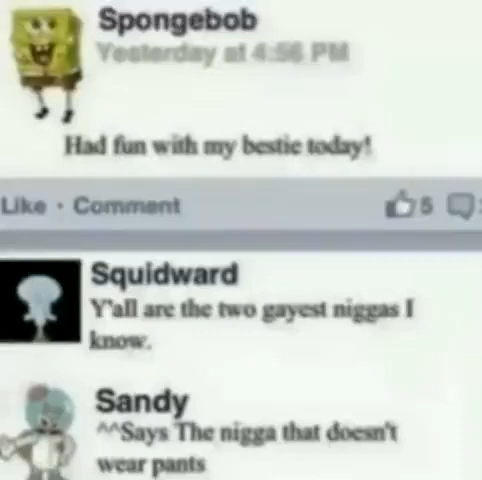 Spongebob
Yesterday at 4:56 PM
Had fun with my bestie today!
Like · Comment
5
Squidward
Y'all are the two gayest niggas I
know.
Sandy
^^Says The nigga that doesn't
wear pants